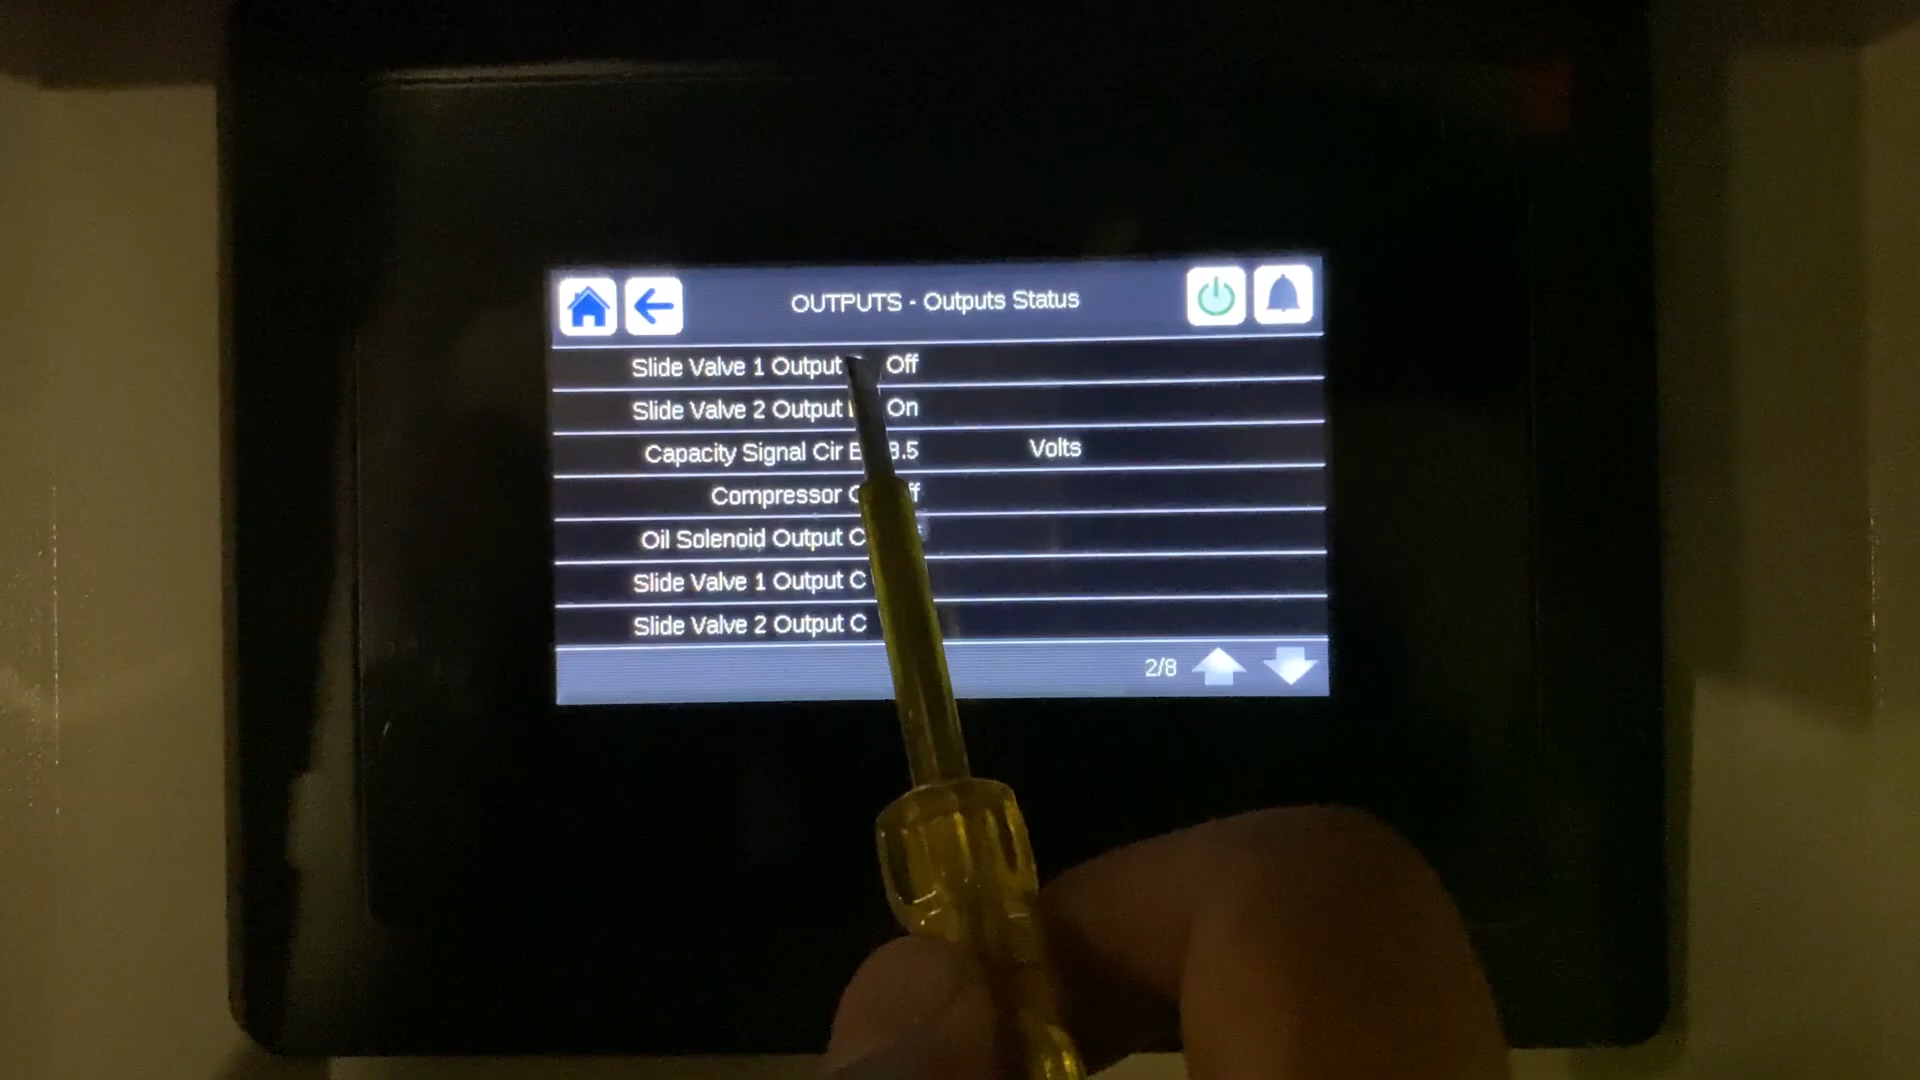 OUTPUTS - Outputs Status
Slide Valve 1 Output Off
Slide Valve 2 Output On
Capacity Signal Cir Volts
Compressor
Oil Solenoid Output C
Slide Valve 1 Output C
Slide Valve 2 Output C
2/8